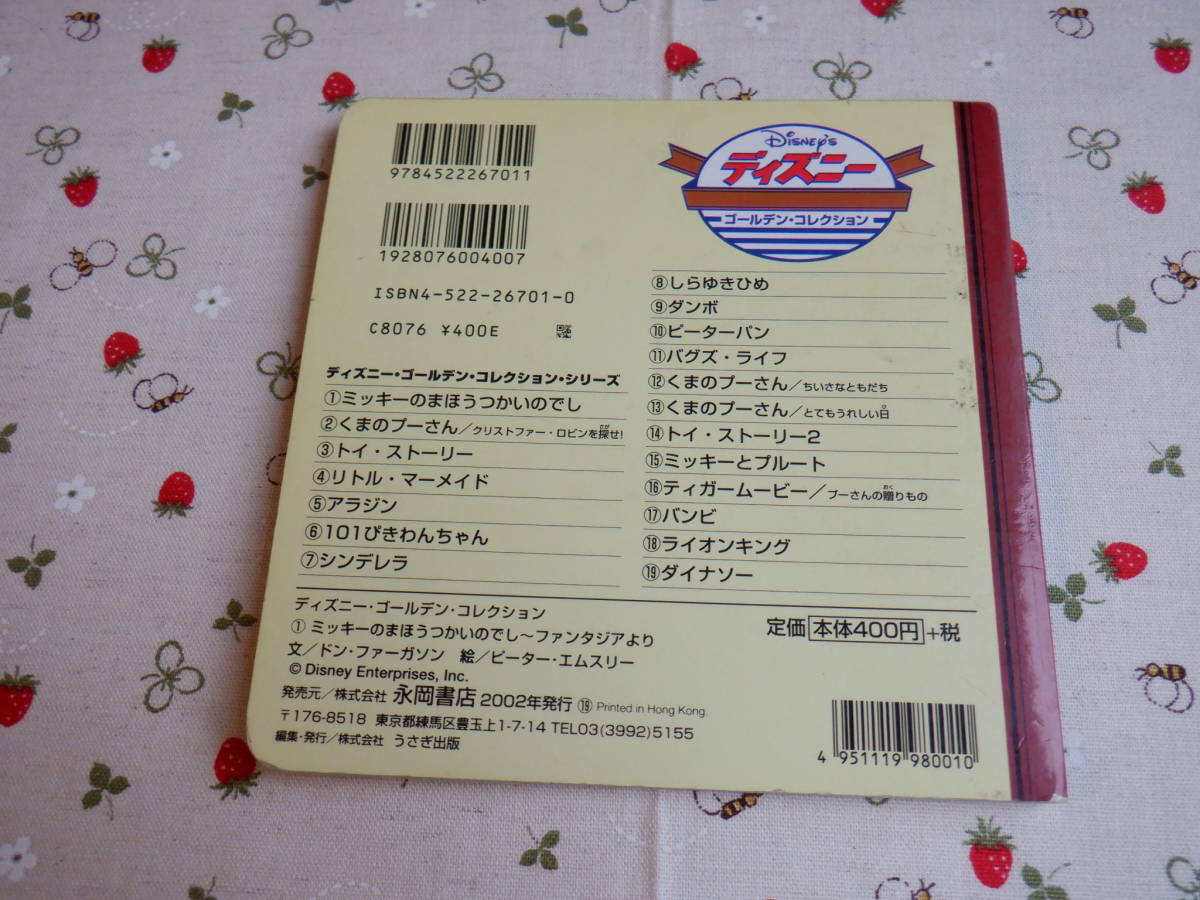 9784522267011
1928076004007
ISBN4-522-26701-0
C8076 ¥400E
ディズニー・ゴールデン・コレクション・シリーズ
①ミッキーのまほうつかいのでし
②くまのプーさん／クリストファー・ロビンを探せ!
③トイ・ストーリー
④リトル・マーメイド
⑤アラジン
⑥101ぴきわんちゃん
⑦シンデレラ
DISNEY'S
ディズニー
ゴールデン・コレクション
⑧しらゆきひめ
⑨ダンボ
⑩ピーターパン
⑪バグズ・ライフ
⑫くまのプーさん／ちいさなともだち
⑬くまのプーさん／とてもうれしい日
⑭トイ・ストーリー2
⑮ミッキーとプルート
⑯ティガームービー／プーさんの贈りもの
⑰バンビ
⑱ライオンキング
⑲ダイナソー
ディズニー・ゴールデン・コレクション
① ミッキーのまほうつかいのでし〜ファンタジアより
文／ドン・ファーガソン 絵／ピーター・エムスリー
© Disney Enterprises, Inc.
発売元／株式会社 永岡書店 2002年発行 ⑲ Printed in Hong Kong.
〒176-8518 東京都練馬区豊玉上1-7-14 TEL03(3992)5155
編集・発行／株式会社 うさぎ出版
定価 本体400円 +税
4 951119 980010